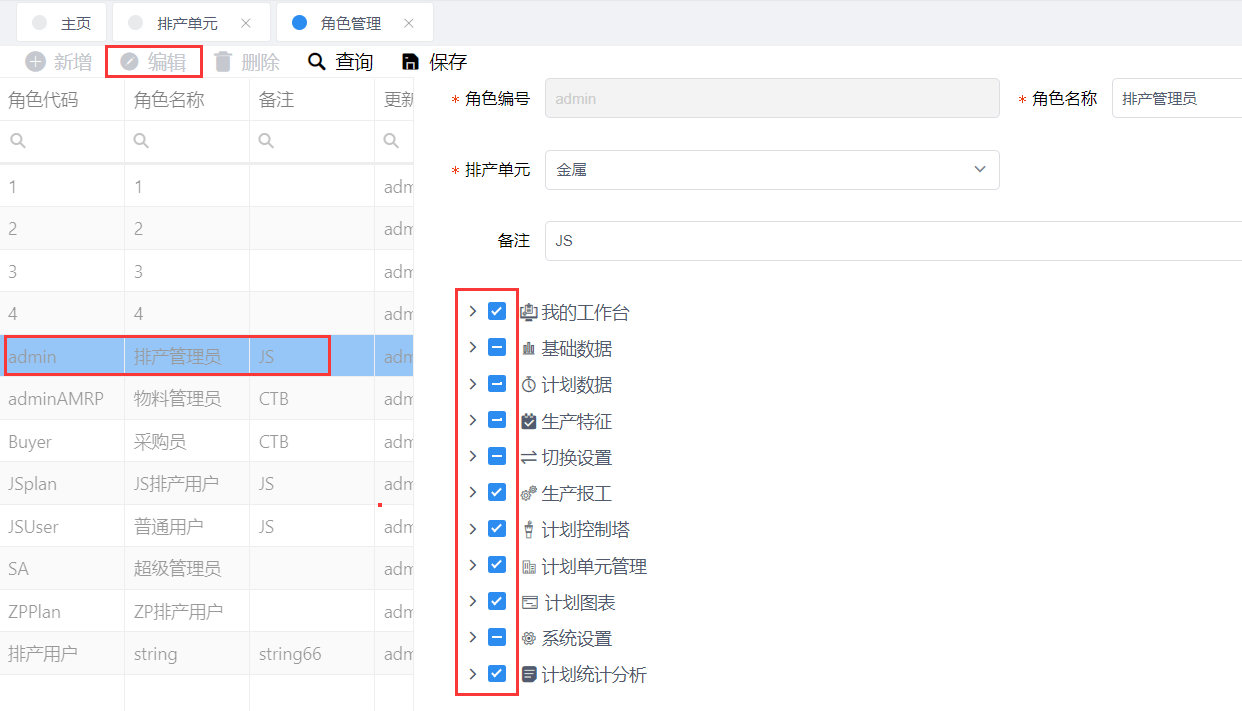 主页 排产单元 × 角色管理 ×
新增 编辑 删除 查询 保存
角色代码 角色名称 备注 更新
1 1 adm
2 2 adm
3 3 adm
4 4 adm
admin 排产管理员 JS adm
adminAMRP 物料管理员 CTB adm
Buyer 采购员 CTB adm
JSplan JS排产用户 JS adm
JSUser 普通用户 JS adm
SA 超级管理员 adm
ZPPlan ZP排产用户 adm
排产用户 string string66 adm
* 角色编号 admin * 角色名称 排产管理员
* 排产单元 金属
备注 JS
我的工作台
基础数据
计划数据
生产特征
切换设置
生产报工
计划控制塔
计划单元管理
计划图表
系统设置
计划统计分析